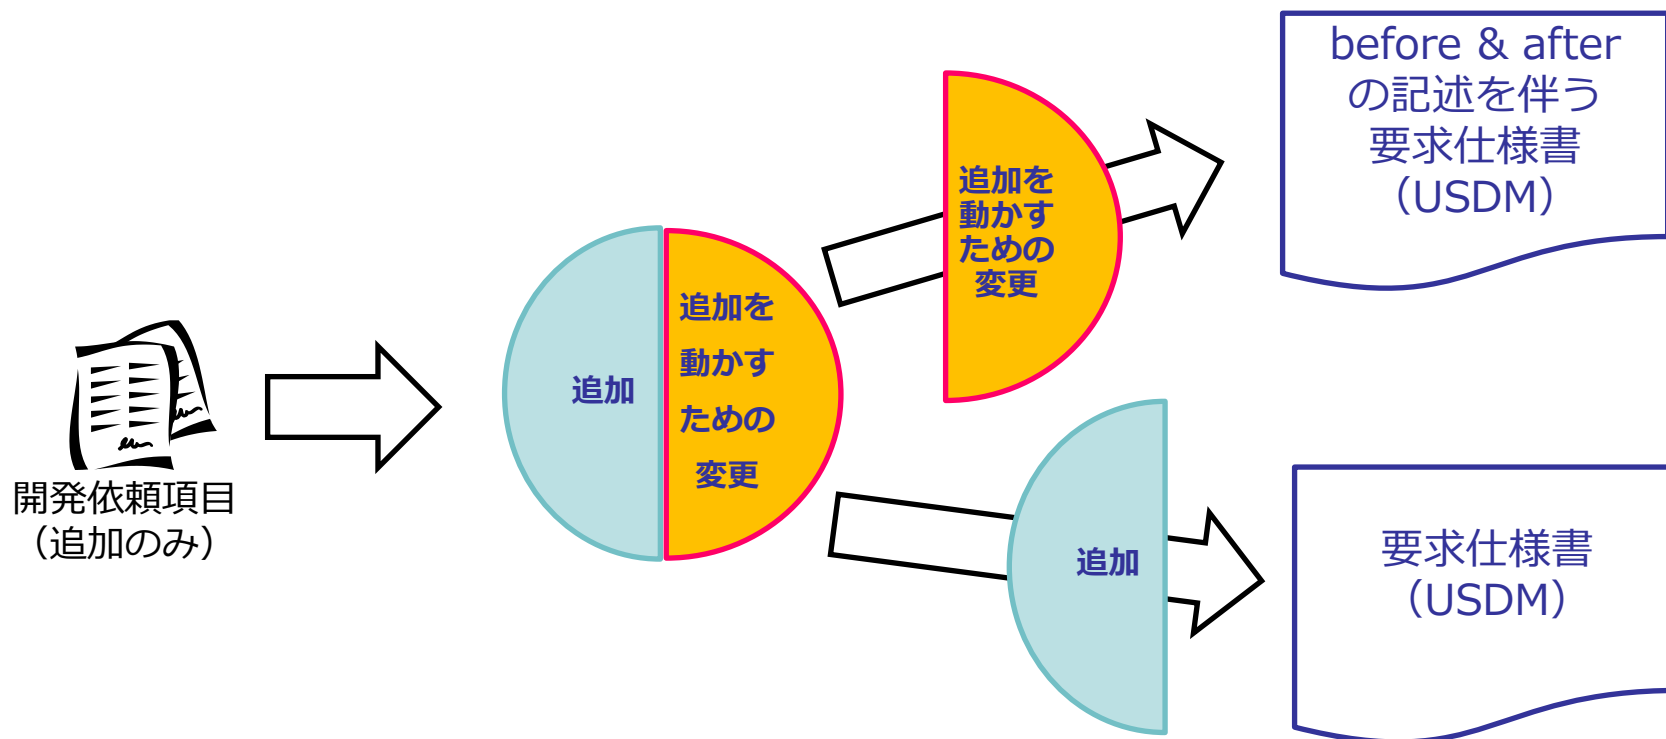 開発依頼項目
（追加のみ）
追加
追加を
動かす
ための
変更
追加を
動かす
ための
変更
before & after
の記述を伴う
要求仕様書
（USDM）
追加
要求仕様書
（USDM）